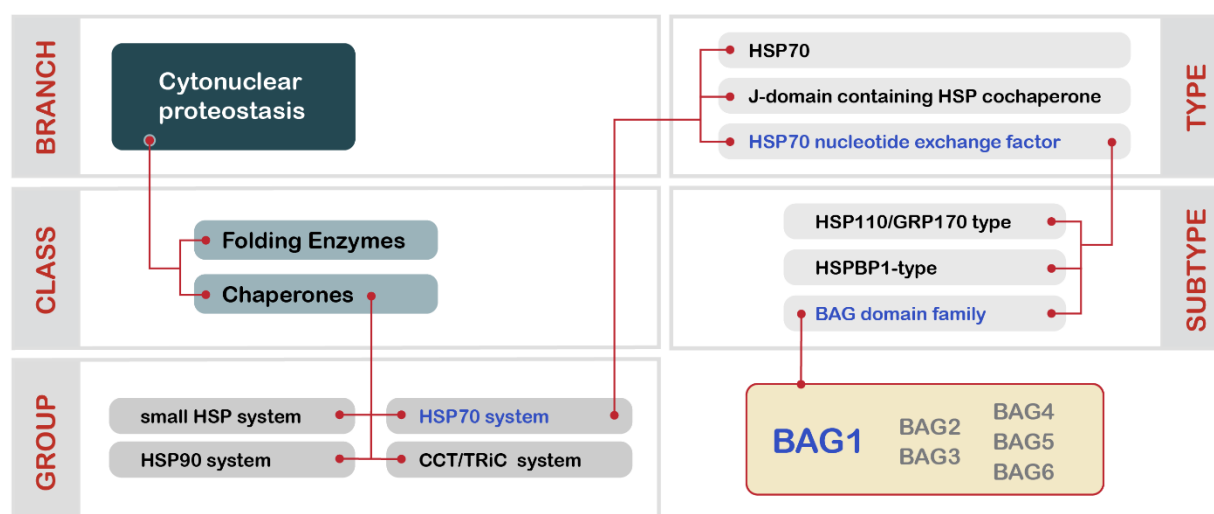 BRANCH
Cytonuclear
proteostasis
CLASS
Folding Enzymes
Chaperones
GROUP
small HSP system
HSP70 system
HSP90 system
CCT/TRiC system
TYPE
HSP70
J-domain containing HSP cochaperone
HSP70 nucleotide exchange factor
SUBTYPE
HSP110/GRP170 type
HSPBP1-type
BAG domain family
BAG1
BAG2
BAG3
BAG4
BAG5
BAG6